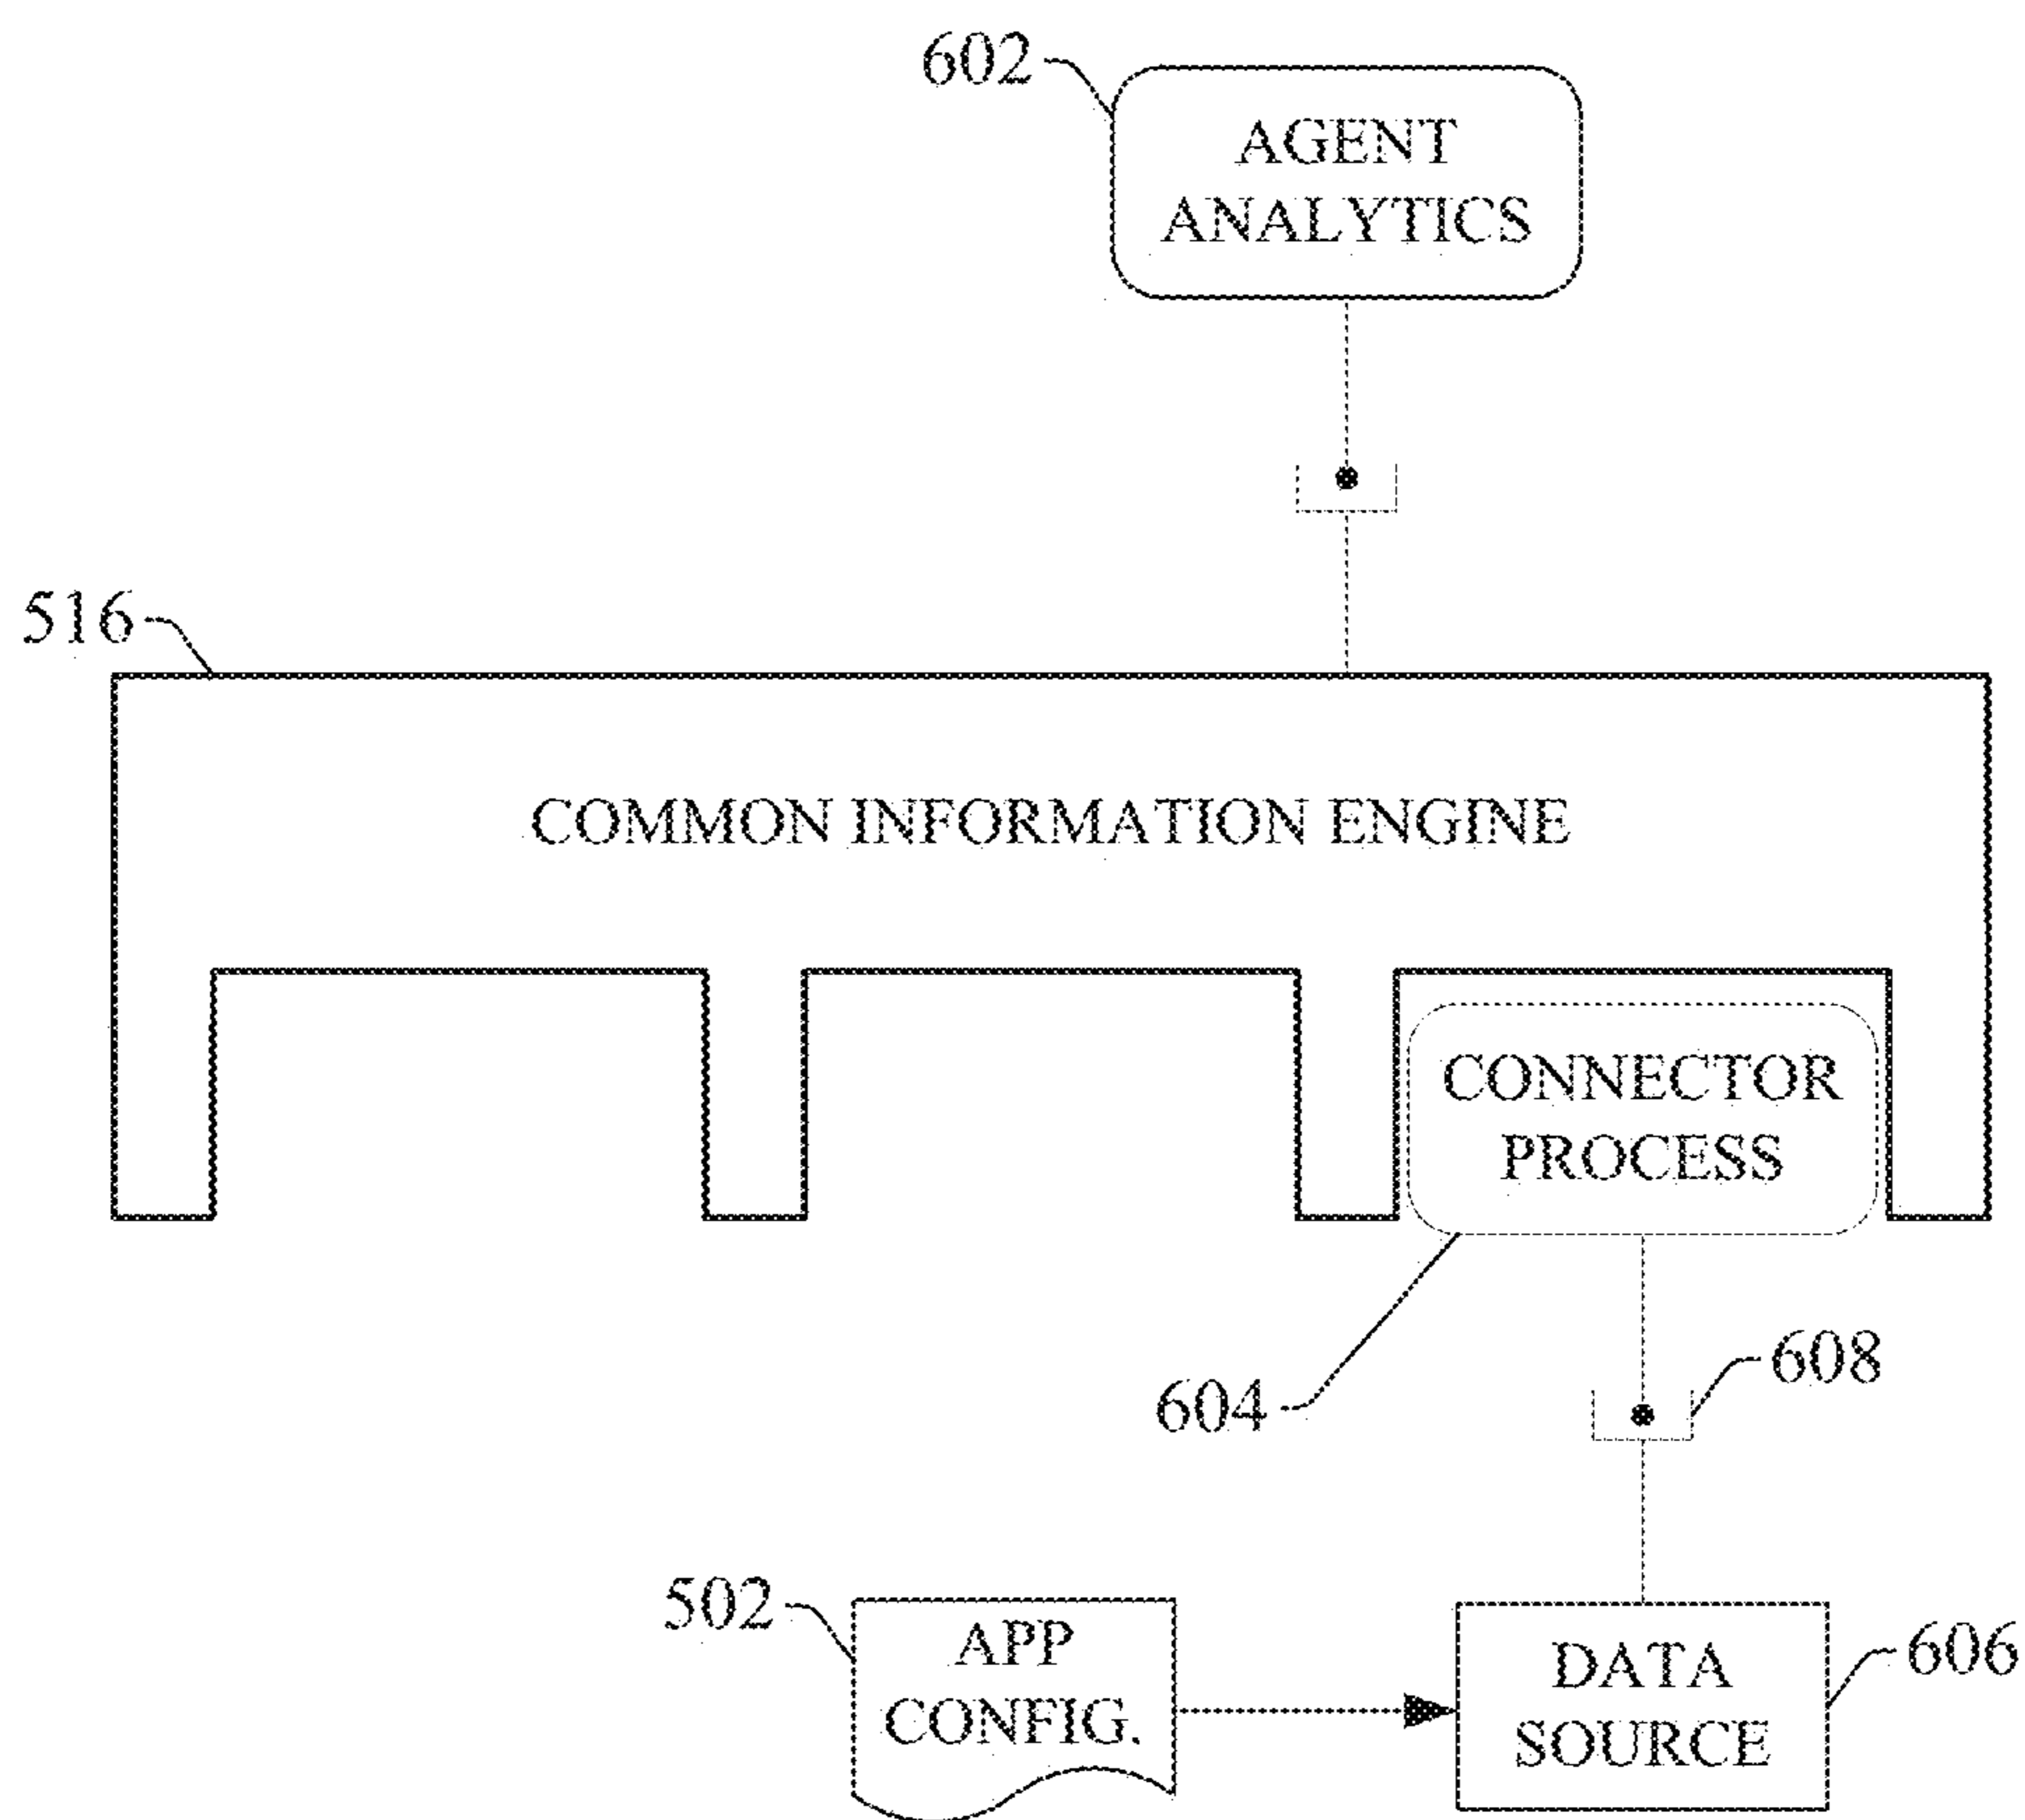 602
AGENT
ANALYTICS
516
COMMON INFORMATION ENGINE
CONNECTOR
PROCESS
604
608
502
APP
CONFIG.
DATA
SOURCE
606